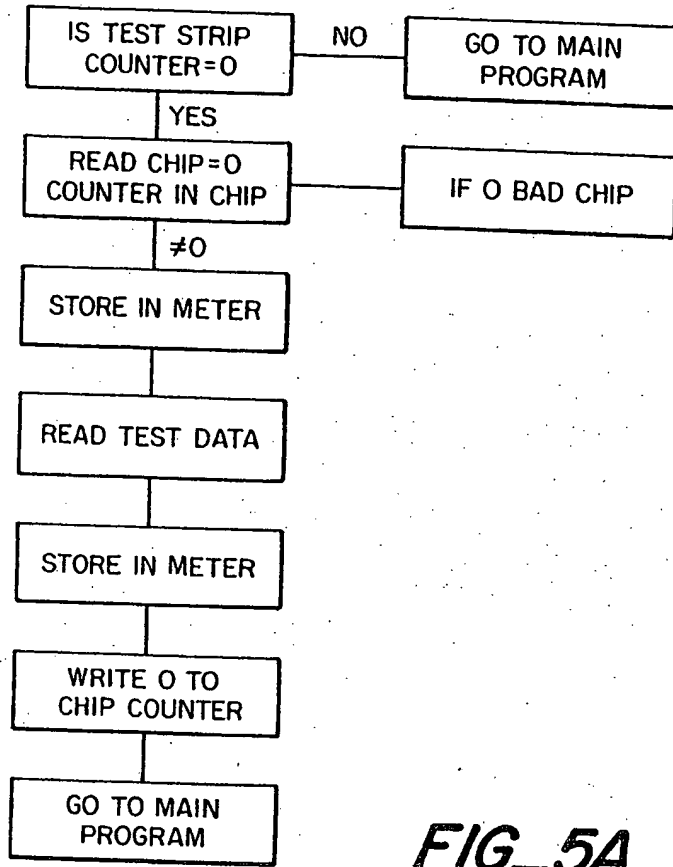 IS TEST STRIP
COUNTER=0
NO
GO TO MAIN
PROGRAM
YES
READ CHIP=0
COUNTER IN CHIP
IF 0 BAD CHIP
≠0
STORE IN METER
READ TEST DATA
STORE IN METER
WRITE 0 TO
CHIP COUNTER
GO TO MAIN
PROGRAM
FIG_5A